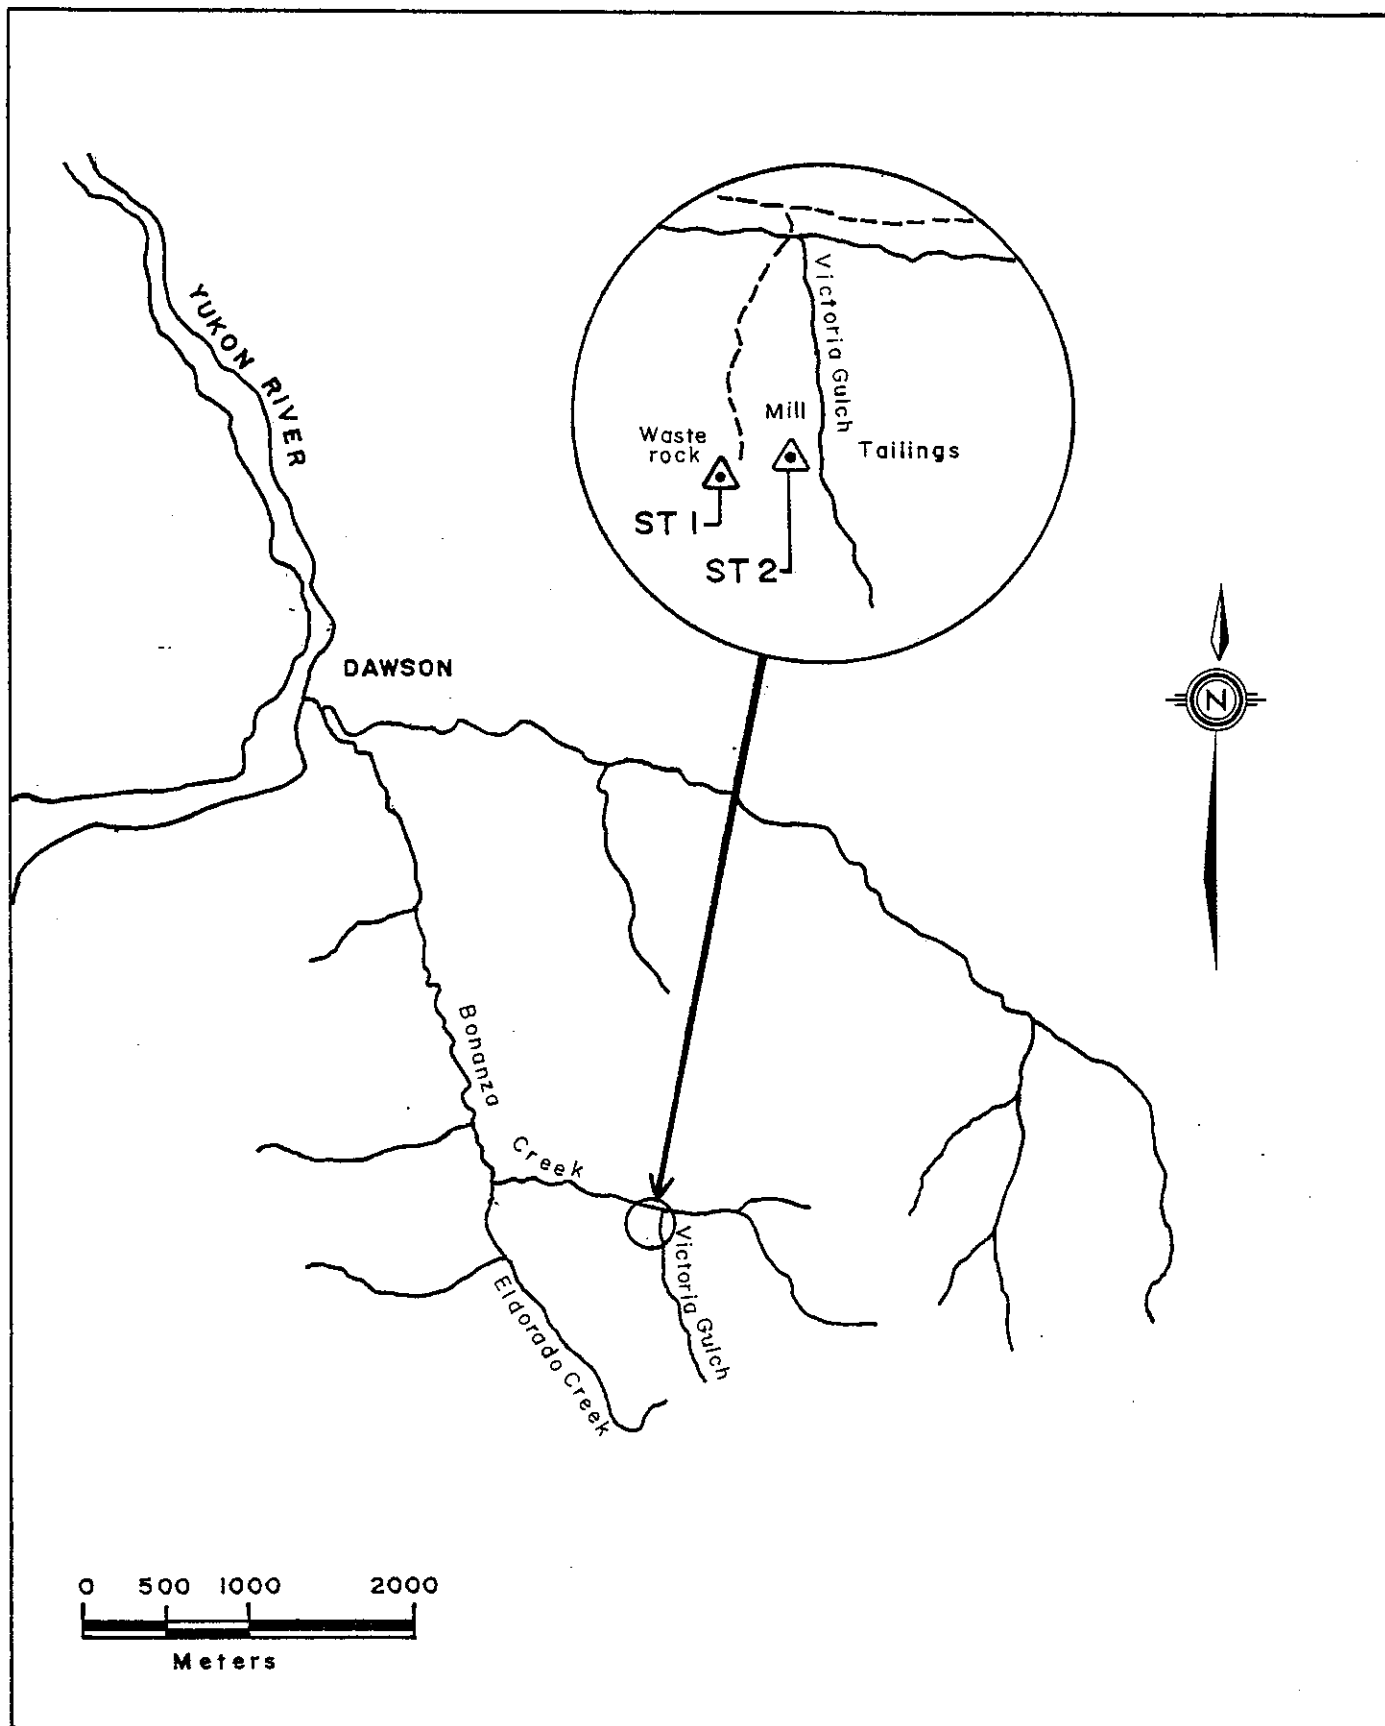 YUKON RIVER
Victoria Gulch
Mill
Waste
rock
Tailings
ST 1
ST 2
DAWSON
N
Bonanza
Creek
Victoria Gulch
Eldorado Creek
0 500 1000 2000
Meters